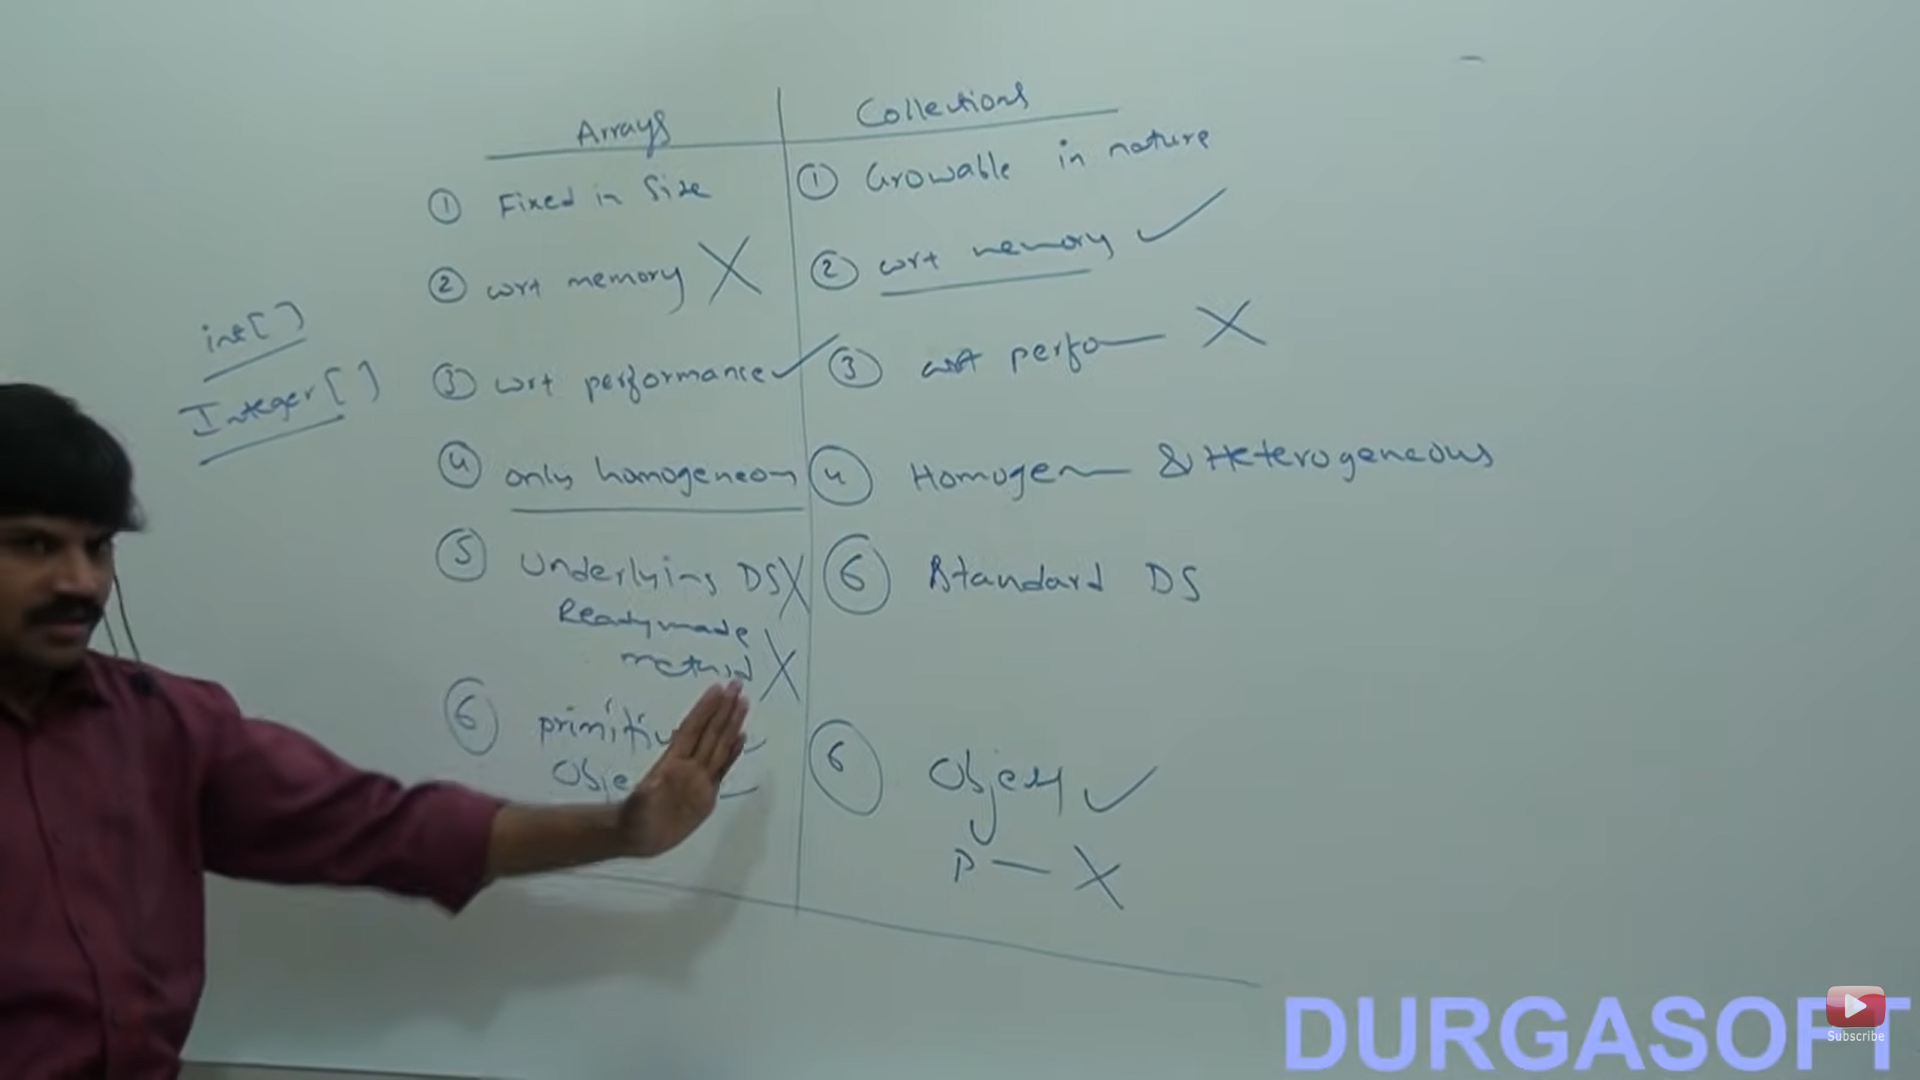 Arrays
① Fixed in Size
② wrt memory X
③ wrt performance ✓
④ only homogeneous
⑤ Underlying DS X
Readymade
method X
⑥
Collections
① Growable in nature
② wrt memory ✓
③ wrt perfo— X
④ Homogen— & Heterogeneous
⑥ Standard DS
⑥ Object ✓
P — X
int[]
Integer[]
DURGASOFT
Subscribe